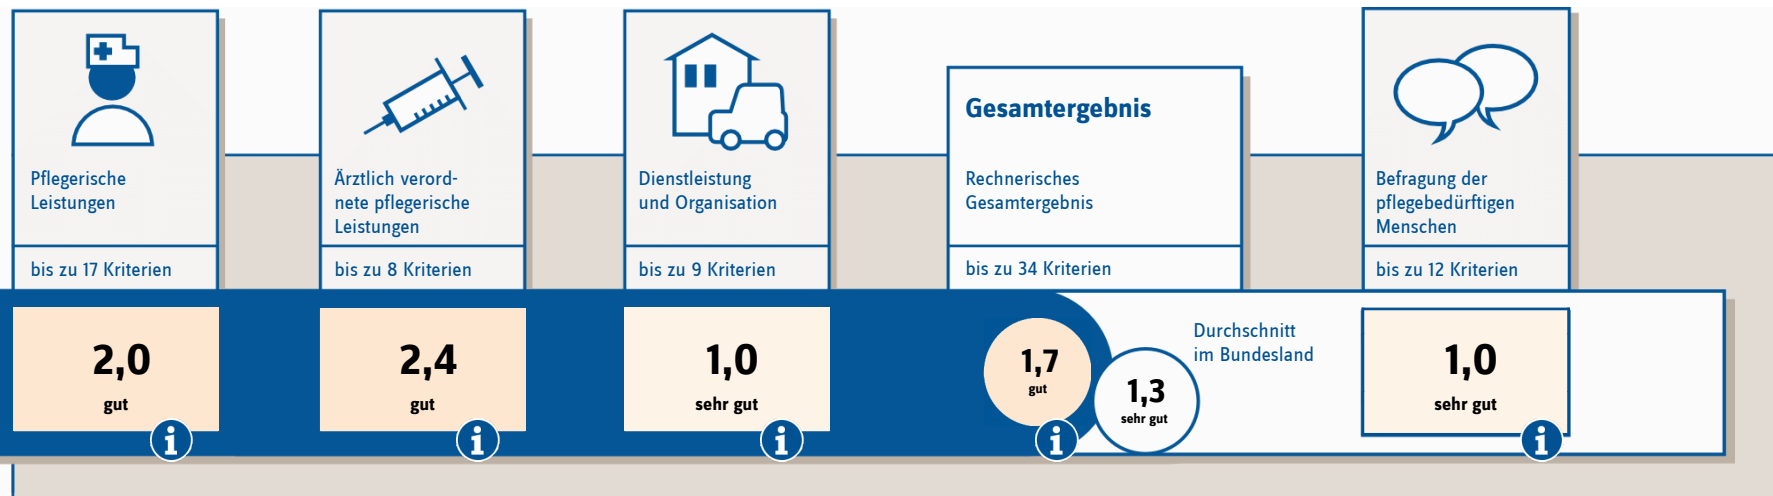 Pflegerische
Leistungen
bis zu 17 Kriterien
2,0
gut
i
Ärztlich verord-
nete pflegerische
Leistungen
bis zu 8 Kriterien
2,4
gut
i
Dienstleistung
und Organisation
bis zu 9 Kriterien
1,0
sehr gut
i
Gesamtergebnis
Rechnerisches
Gesamtergebnis
bis zu 34 Kriterien
1,7
gut
i
1,3
sehr gut
Durchschnitt
im Bundesland
Befragung der
pflegebedürftigen
Menschen
bis zu 12 Kriterien
1,0
sehr gut
i